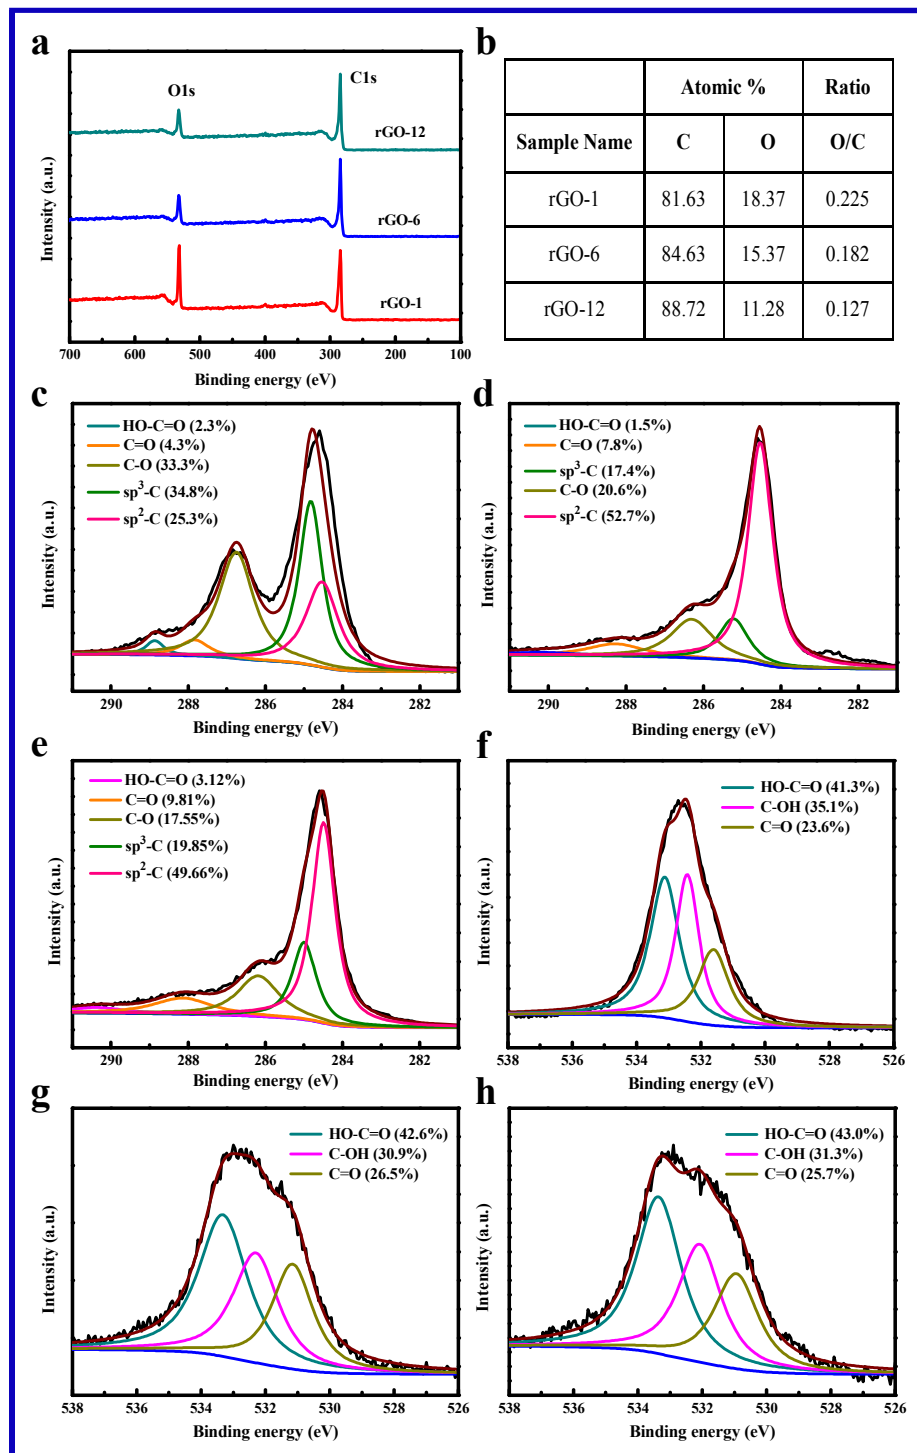 a
O1s
C1s
rGO-12
rGO-6
rGO-1
Intensity (a.u.)
700 600 500 400 300 200 100
Binding energy (eV)
b
Atomic % Ratio
Sample Name C O O/C
rGO-1 81.63 18.37 0.225
rGO-6 84.63 15.37 0.182
rGO-12 88.72 11.28 0.127
c
HO-C=O (2.3%)
C=O (4.3%)
C-O (33.3%)
sp³-C (34.8%)
sp²-C (25.3%)
Intensity (a.u.)
290 288 286 284 282
Binding energy (eV)
d
HO-C=O (1.5%)
C=O (7.8%)
sp³-C (17.4%)
C-O (20.6%)
sp²-C (52.7%)
Intensity (a.u.)
290 288 286 284 282
Binding energy (eV)
e
HO-C=O (3.12%)
C=O (9.81%)
C-O (17.55%)
sp³-C (19.85%)
sp²-C (49.66%)
Intensity (a.u.)
290 288 286 284 282
Binding energy (eV)
f
HO-C=O (41.3%)
C-OH (35.1%)
C=O (23.6%)
Intensity (a.u.)
538 536 534 532 530 528 526
Binding energy (eV)
g
HO-C=O (42.6%)
C-OH (30.9%)
C=O (26.5%)
Intensity (a.u.)
538 536 534 532 530 528 526
Binding energy (eV)
h
HO-C=O (43.0%)
C-OH (31.3%)
C=O (25.7%)
Intensity (a.u.)
538 536 534 532 530 528 526
Binding energy (eV)